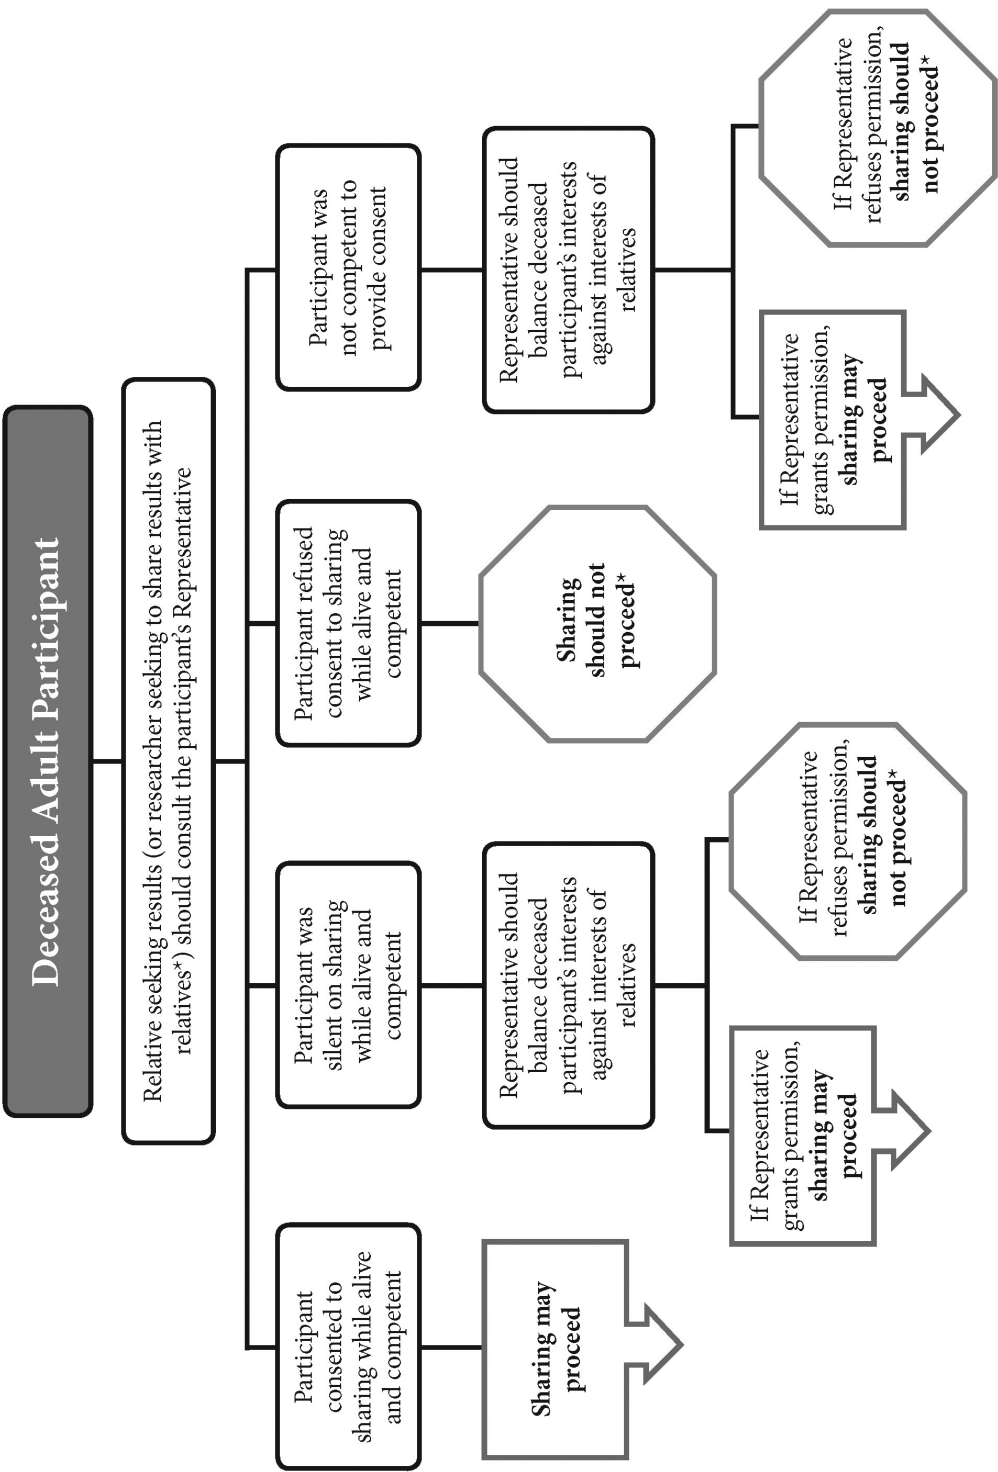 Deceased Adult Participant
Relative seeking results (or researcher seeking to share results with
relatives*) should consult the participant's Representative
Participant
consented to
sharing while alive
and competent
Sharing may
proceed
Participant was
silent on sharing
while alive and
competent
Representative should
balance deceased
participant's interests
against interests of
relatives
If Representative
grants permission,
sharing may
proceed
If Representative
refuses permission,
sharing should
not proceed*
Participant refused
consent to sharing
while alive and
competent
Sharing
should not
proceed*
Participant was
not competent to
provide consent
Representative should
balance deceased
participant's interests
against interests of
relatives
If Representative
grants permission,
sharing may
proceed
If Representative
refuses permission,
sharing should
not proceed*